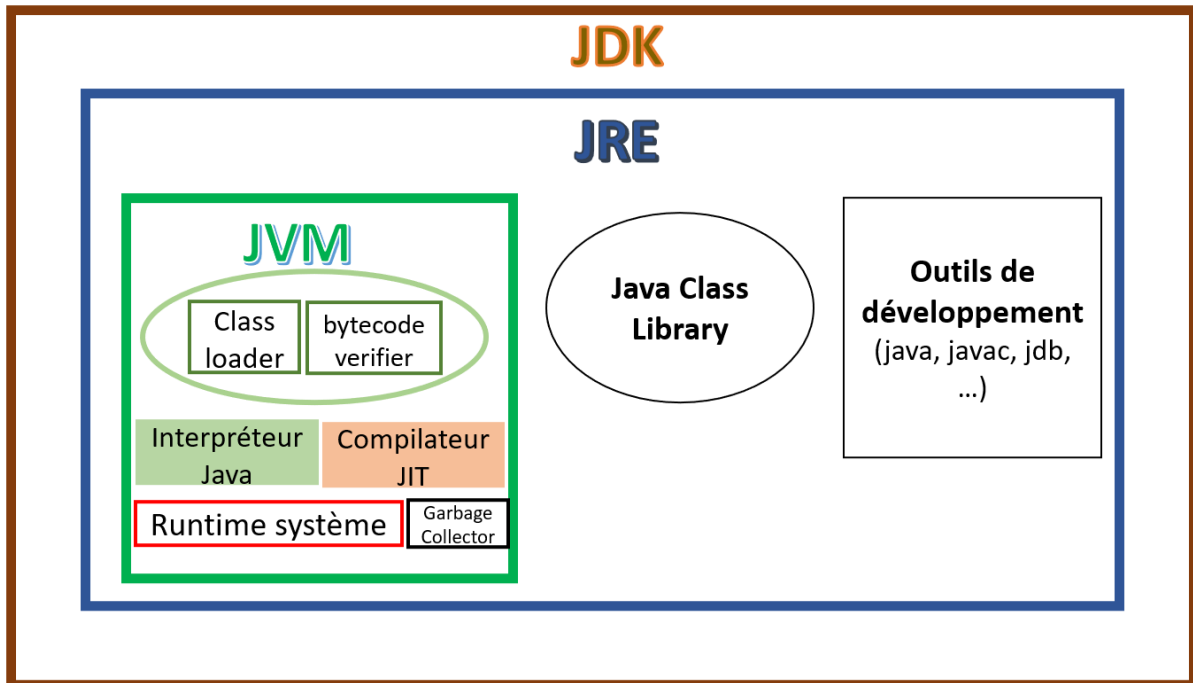 JDK
JRE
JVM
Class
loader
bytecode
verifier
Interpréteur
Java
Compilateur
JIT
Runtime système
Garbage
Collector
Java Class
Library
Outils de
développement
(java, javac, jdb,
…)